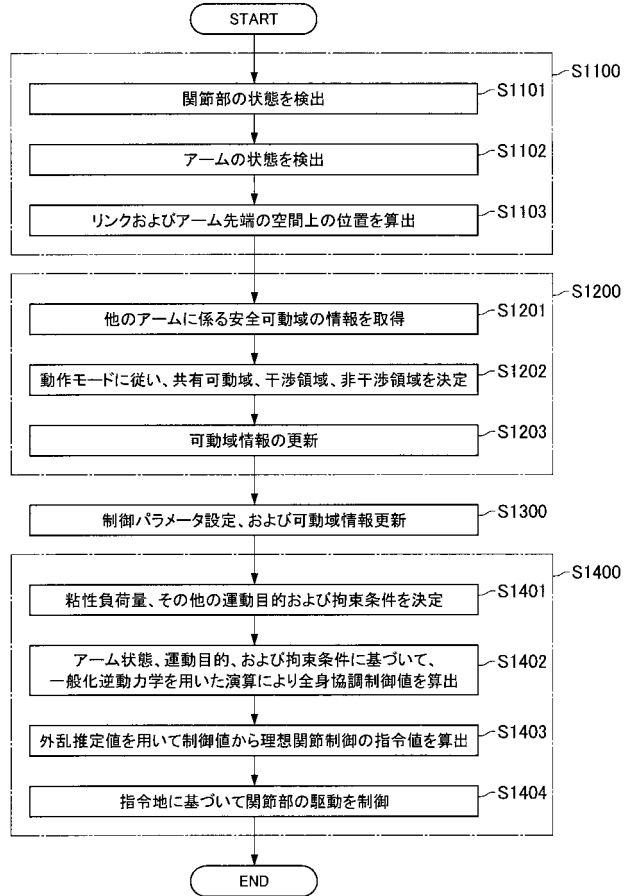 START
S1100
関節部の状態を検出
S1101
アームの状態を検出
S1102
リンクおよびアーム先端の空間上の位置を算出
S1103
S1200
他のアームに係る安全可動域の情報を取得
S1201
動作モードに従い、共有可動域、干渉領域、非干渉領域を決定
S1202
可動域情報の更新
S1203
制御パラメータ設定、および可動域情報更新
S1300
S1400
粘性負荷量、その他の運動目的および拘束条件を決定
S1401
アーム状態、運動目的、および拘束条件に基づいて、
一般化逆動力学を用いた演算により全身協調制御値を算出
S1402
外乱推定値を用いて制御値から理想関節制御の指令値を算出
S1403
指令地に基づいて関節部の駆動を制御
S1404
END